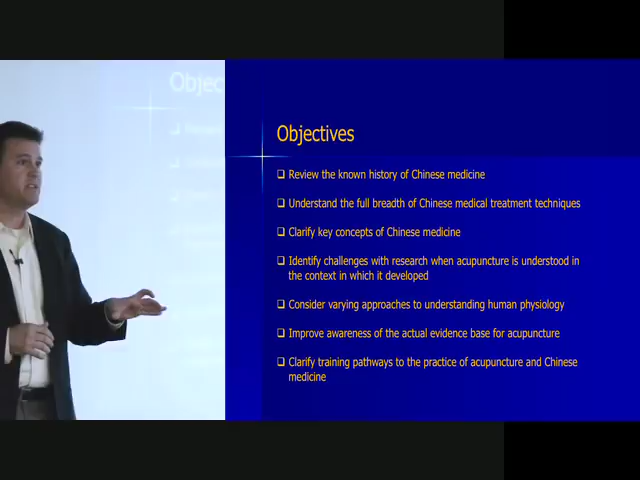 Objec
Objectives
❑ Review the known history of Chinese medicine
❑ Understand the full breadth of Chinese medical treatment techniques
❑ Clarify key concepts of Chinese medicine
❑ Identify challenges with research when acupuncture is understood in
the context in which it developed
❑ Consider varying approaches to understanding human physiology
❑ Improve awareness of the actual evidence base for acupuncture
❑ Clarify training pathways to the practice of acupuncture and Chinese
medicine